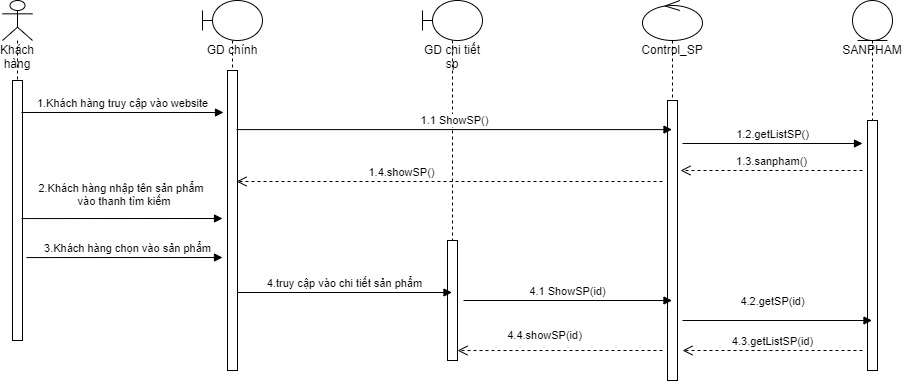 Khách
hàng
GD chính
GD chi tiết
sp
Control_SP
SANPHAM
1.Khách hàng truy cập vào website
1.1 ShowSP()
1.2.getListSP()
1.3.sanpham()
1.4.showSP()
2.Khách hàng nhập tên sản phẩm
vào thanh tìm kiếm
3.Khách hàng chọn vào sản phẩm
4.truy cập vào chi tiết sản phẩm
4.1 ShowSP(id)
4.2.getSP(id)
4.3.getListSP(id)
4.4.showSP(id)